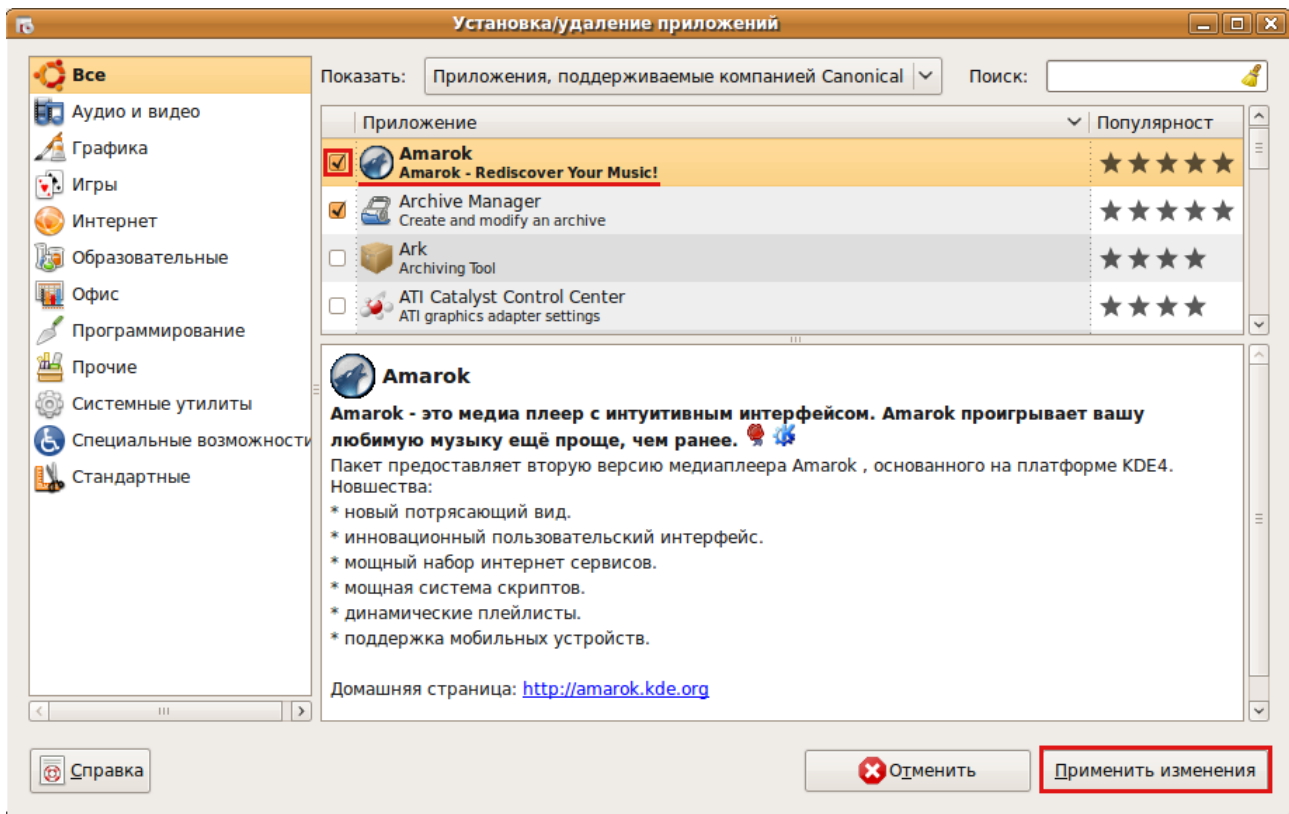 Установка/удаление приложений
Все
Аудио и видео
Графика
Игры
Интернет
Образовательные
Офис
Программирование
Прочие
Системные утилиты
Специальные возможности
Стандартные
Показать: Приложения, поддерживаемые компанией Canonical Поиск:
Приложение Популярност
Amarok
Amarok - Rediscover Your Music!
Archive Manager
Create and modify an archive
Ark
Archiving Tool
ATI Catalyst Control Center
ATI graphics adapter settings
Amarok
Amarok - это медиа плеер с интуитивным интерфейсом. Amarok проигрывает вашу
любимую музыку ещё проще, чем ранее.
Пакет предоставляет вторую версию медиаплеера Amarok , основанного на платформе KDE4.
Новшества:
* новый потрясающий вид.
* инновационный пользовательский интерфейс.
* мощный набор интернет сервисов.
* мощная система скриптов.
* динамические плейлисты.
* поддержка мобильных устройств.
Домашняя страница: http://amarok.kde.org
Справка Отменить Применить изменения